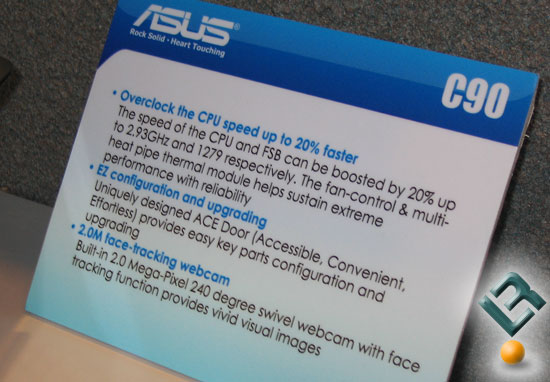 ASUS®
Rock Solid • Heart Touching
C90
• Overclock the CPU speed up to 20% faster
The speed of the CPU and FSB can be boosted by 20% up
to 2.93GHz and 1279 respectively. The fan-control & multi-
heat pipe thermal module helps sustain extreme
performance with reliability
• EZ configuration and upgrading
Uniquely designed ACE Door (Accessible, Convenient,
Effortless) provides easy key parts configuration and
upgrading
• 2.0M face-tracking webcam
Built-in 2.0 Mega-Pixel 240 degree swivel webcam with face
tracking function provides vivid visual images